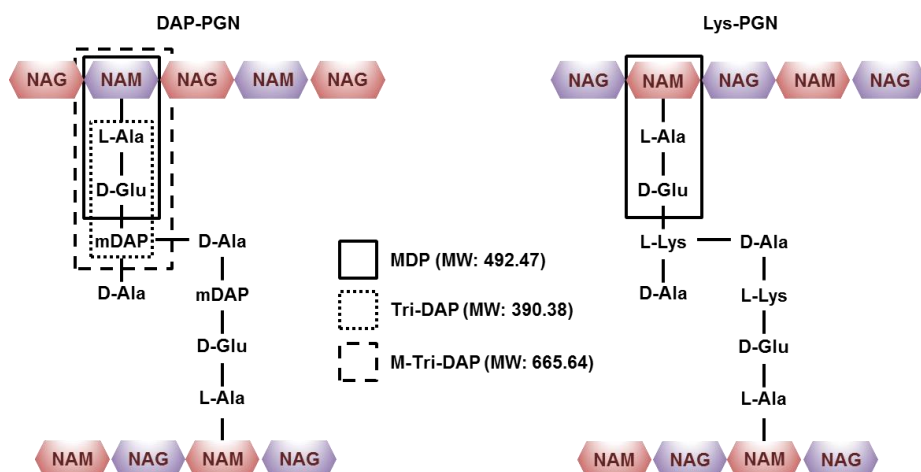 DAP-PGN
Lys-PGN
NAG NAM NAG NAM NAG
NAG NAM NAG NAM NAG
L-Ala
D-Glu
mDAP
D-Ala
D-Ala
mDAP
D-Glu
L-Ala
NAM NAG NAM NAG
MDP (MW: 492.47)
Tri-DAP (MW: 390.38)
M-Tri-DAP (MW: 665.64)
L-Ala
D-Glu
L-Lys
D-Ala
D-Ala
L-Lys
D-Glu
L-Ala
NAM NAG NAM NAG